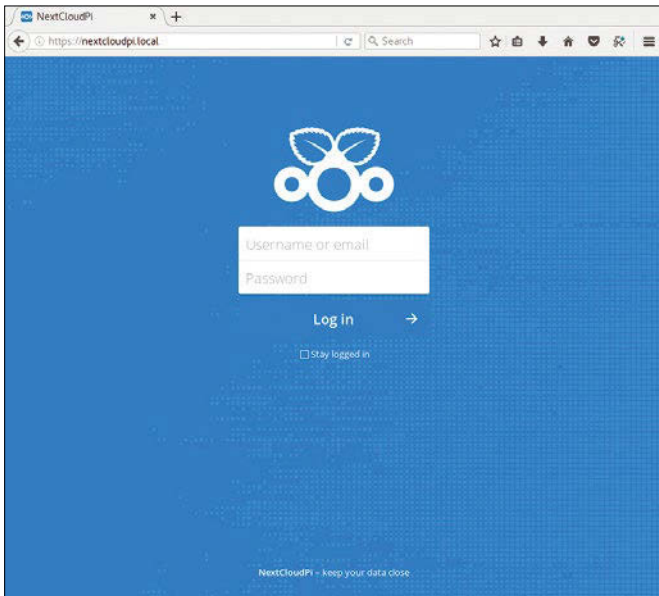 NextCloudPi
https://nextcloudpi.local
Search
Username or email
Password
Log in
Stay logged in
NextCloudPi – keep your data close